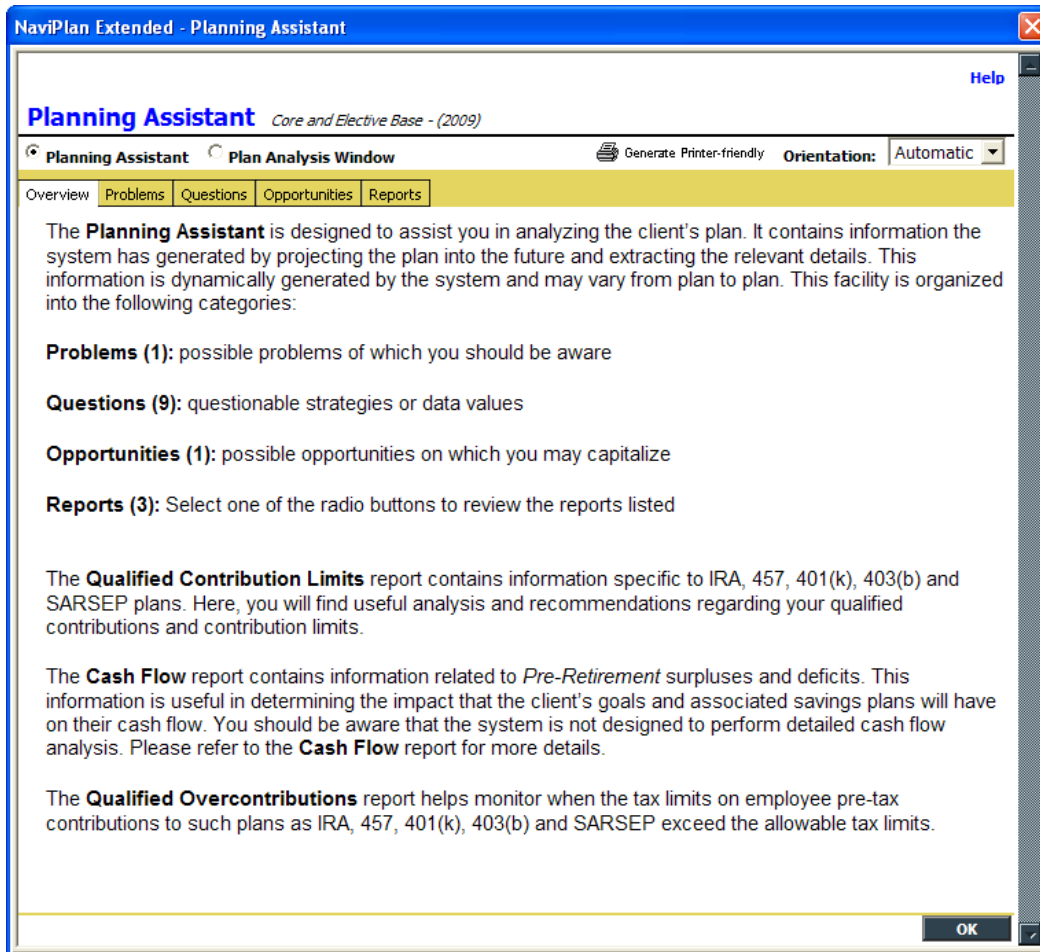 NaviPlan Extended - Planning Assistant
Help
Planning Assistant Core and Elective Base - (2009)
Planning Assistant Plan Analysis Window Generate Printer-friendly Orientation: Automatic
Overview Problems Questions Opportunities Reports
The Planning Assistant is designed to assist you in analyzing the client's plan. It contains information the
system has generated by projecting the plan into the future and extracting the relevant details. This
information is dynamically generated by the system and may vary from plan to plan. This facility is organized
into the following categories:
Problems (1): possible problems of which you should be aware
Questions (9): questionable strategies or data values
Opportunities (1): possible opportunities on which you may capitalize
Reports (3): Select one of the radio buttons to review the reports listed
The Qualified Contribution Limits report contains information specific to IRA, 457, 401(k), 403(b) and
SARSEP plans. Here, you will find useful analysis and recommendations regarding your qualified
contributions and contribution limits.
The Cash Flow report contains information related to Pre-Retirement surpluses and deficits. This
information is useful in determining the impact that the client's goals and associated savings plans will have
on their cash flow. You should be aware that the system is not designed to perform detailed cash flow
analysis. Please refer to the Cash Flow report for more details.
The Qualified Overcontributions report helps monitor when the tax limits on employee pre-tax
contributions to such plans as IRA, 457, 401(k), 403(b) and SARSEP exceed the allowable tax limits.
OK